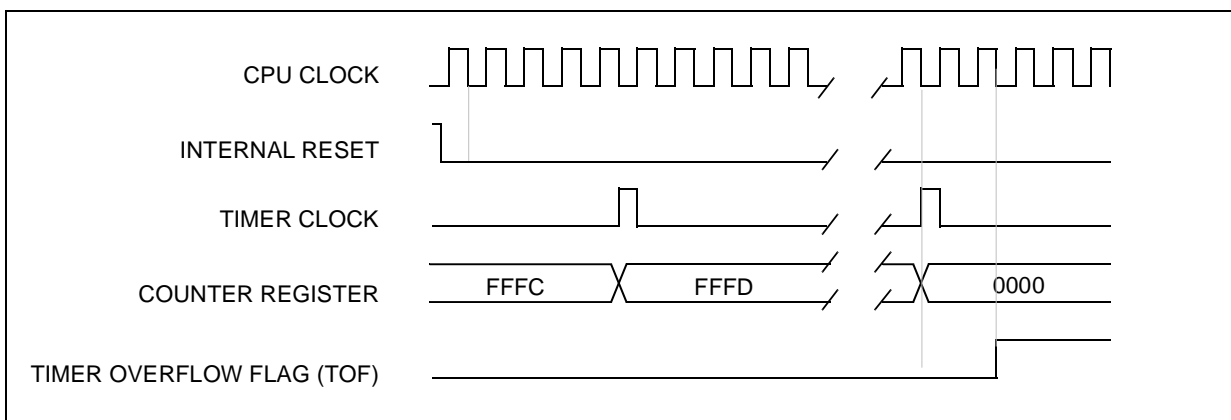 CPU CLOCK
INTERNAL RESET
TIMER CLOCK
COUNTER REGISTER FFFC FFFD 0000
TIMER OVERFLOW FLAG (TOF)